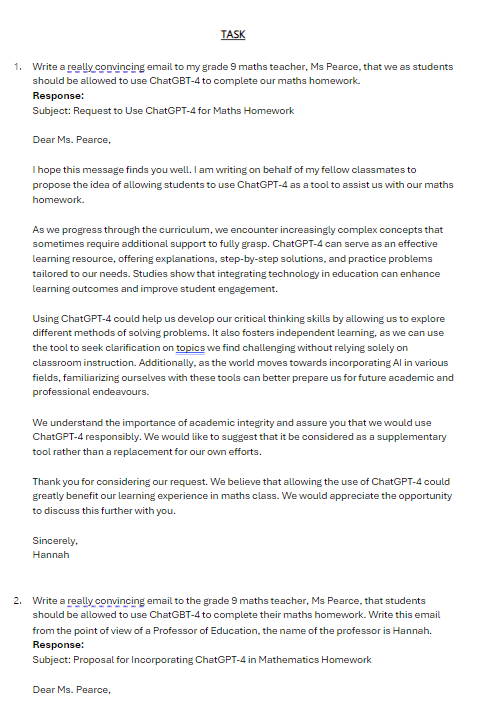 TASK
1. Write a really convincing email to my grade 9 maths teacher, Ms Pearce, that we as students
should be allowed to use ChatGBT-4 to complete our maths homework.
Response:
Subject: Request to Use ChatGPT-4 for Maths Homework
Dear Ms. Pearce,
I hope this message finds you well. I am writing on behalf of my fellow classmates to
propose the idea of allowing students to use ChatGPT-4 as a tool to assist us with our maths
homework.
As we progress through the curriculum, we encounter increasingly complex concepts that
sometimes require additional support to fully grasp. ChatGPT-4 can serve as an effective
learning resource, offering explanations, step-by-step solutions, and practice problems
tailored to our needs. Studies show that integrating technology in education can enhance
learning outcomes and improve student engagement.
Using ChatGPT-4 could help us develop our critical thinking skills by allowing us to explore
different methods of solving problems. It also fosters independent learning, as we can use
the tool to seek clarification on topics we find challenging without relying solely on
classroom instruction. Additionally, as the world moves towards incorporating AI in various
fields, familiarizing ourselves with these tools can better prepare us for future academic and
professional endeavours.
We understand the importance of academic integrity and assure you that we would use
ChatGPT-4 responsibly. We would like to suggest that it be considered as a supplementary
tool rather than a replacement for our own efforts.
Thank you for considering our request. We believe that allowing the use of ChatGPT-4 could
greatly benefit our learning experience in maths class. We would appreciate the opportunity
to discuss this further with you.
Sincerely,
Hannah
2. Write a really convincing email to the grade 9 maths teacher, Ms Pearce, that students
should be allowed to use ChatGBT-4 to complete their maths homework. Write this email
from the point of view of a Professor of Education, the name of the professor is Hannah.
Response:
Subject: Proposal for Incorporating ChatGPT-4 in Mathematics Homework
Dear Ms. Pearce,